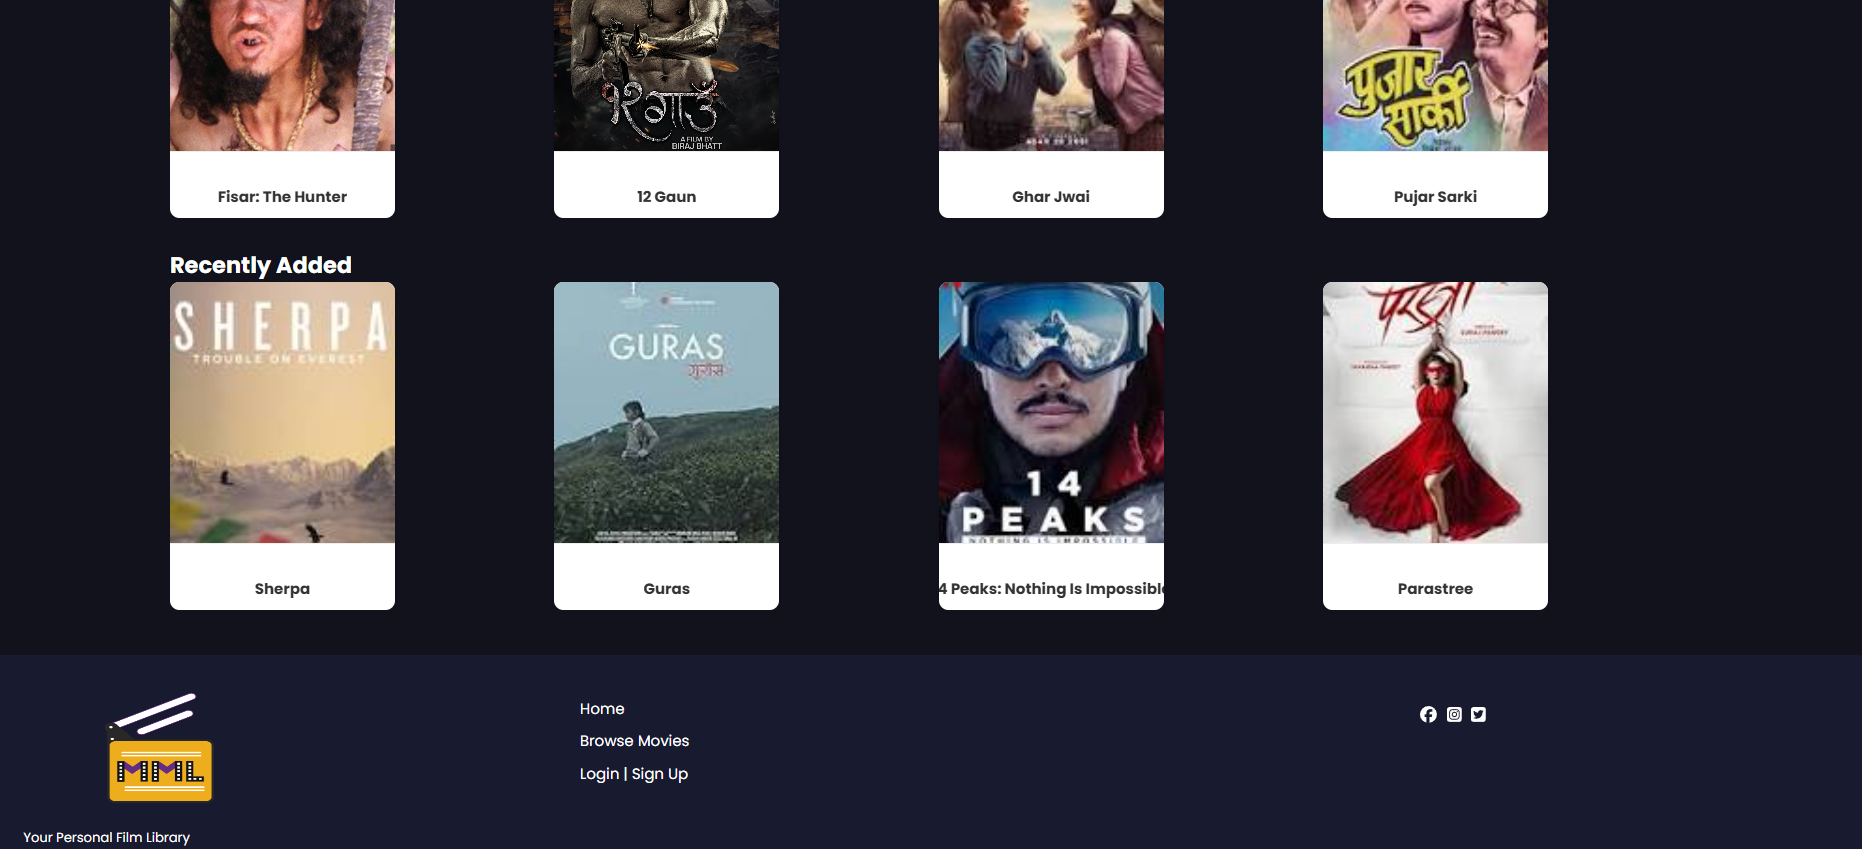 १२गाउँ
A FILM BY
BIRAJ BHATT
पुजार
सार्की
Fisar: The Hunter
12 Gaun
Ghar Jwai
Pujar Sarki
Recently Added
SHERPA
TROUBLE ON EVEREST
GURAS
गुराँस
14
PEAKS
NOTHING IS IMPOSSIBLE
Sherpa
Guras
4 Peaks: Nothing Is Impossible
Parastree
Home
Browse Movies
Login | Sign Up
MML
Your Personal Film Library